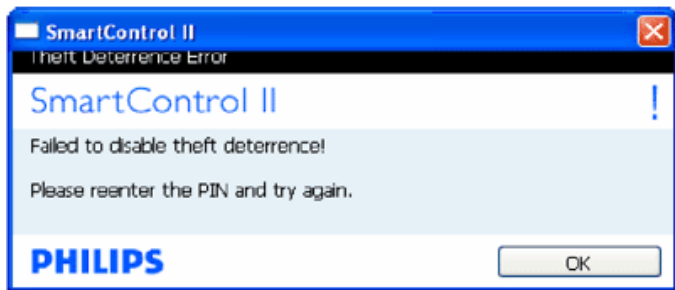 SmartControl II
Theft Deterrence Error
SmartControl II !
Failed to disable theft deterrence!
Please reenter the PIN and try again.
PHILIPS
OK